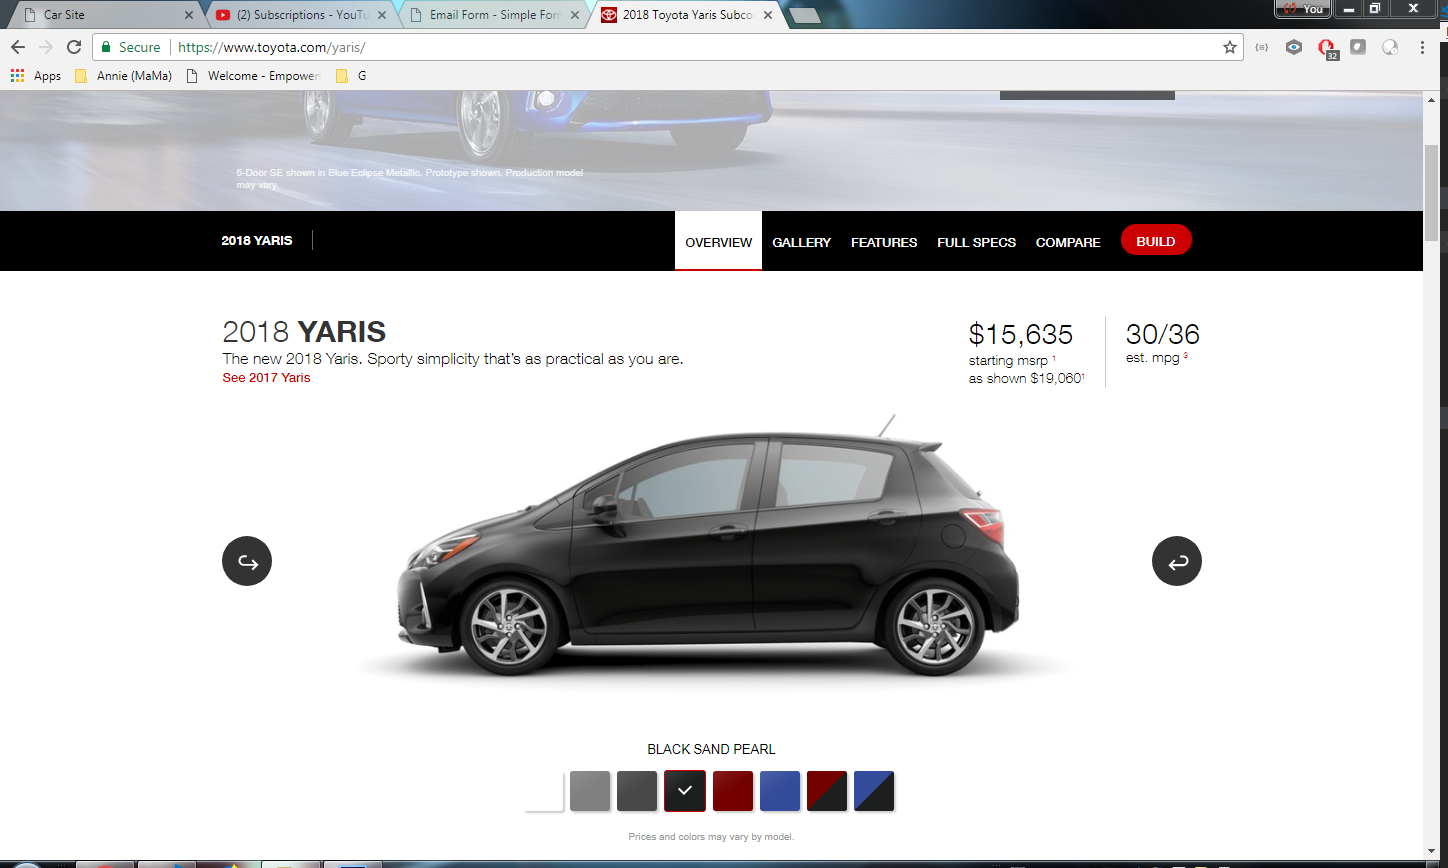 Car Site
(2) Subscriptions - YouTu
Email Form - Simple Form
2018 Toyota Yaris Subco
You
Secure
https://www.toyota.com/yaris/
32
Apps
Annie (MaMa)
Welcome - Empower
G
5-Door SE shown in Blue Eclipse Metallic. Prototype shown. Production model
may vary.
2018 YARIS
OVERVIEW
GALLERY
FEATURES
FULL SPECS
COMPARE
BUILD
2018 YARIS
The new 2018 Yaris. Sporty simplicity that's as practical as you are.
See 2017 Yaris
$15,635
starting msrp 1
as shown $19,0601
30/36
est. mpg 3
BLACK SAND PEARL
Prices and colors may vary by model.